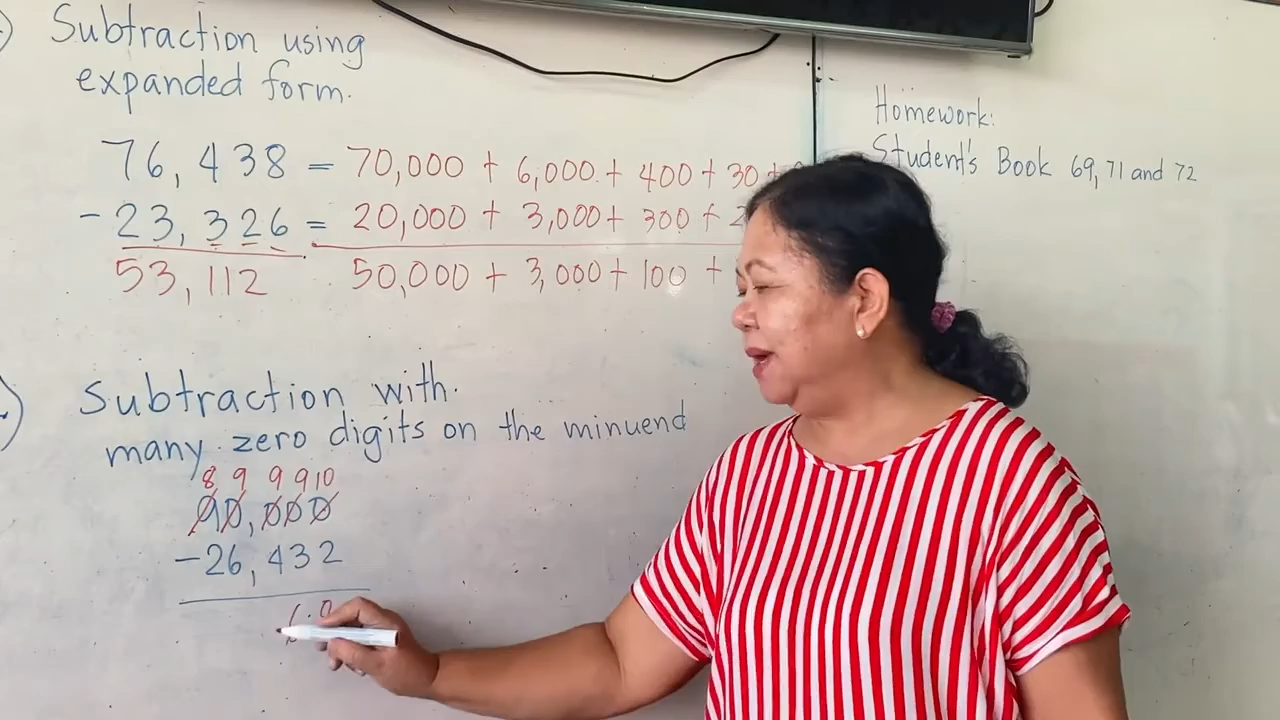 Subtraction using
expanded form.
76,438 = 70,000 + 6,000 + 400 + 30 +
- 23,326 = 20,000 + 3,000 + 300 +
53,112 50,000 + 3,000 + 100 +
Homework:
Student's Book 69, 71 and 72
Subtraction with
many zero digits on the minuend
8 9 9 9 10
90,000
- 26,432